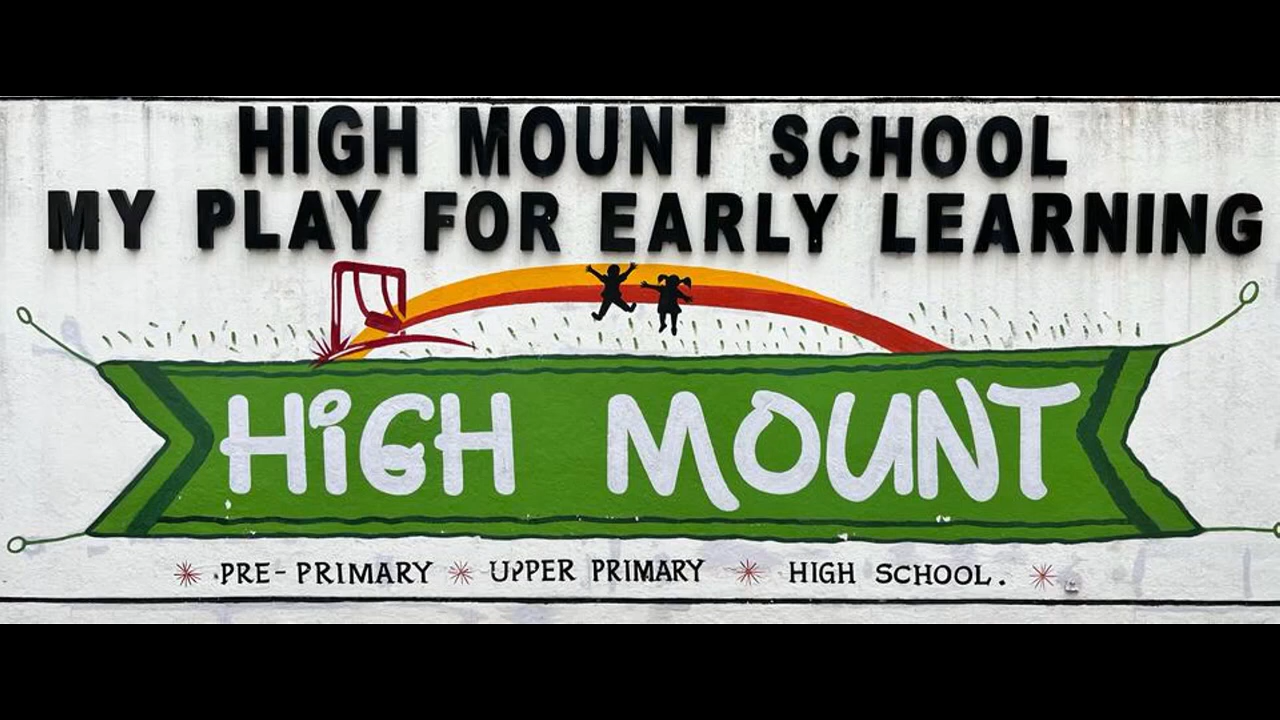 HIGH MOUNT SCHOOL
MY PLAY FOR EARLY LEARNING
HiGH MOUNT
PRE-PRIMARY UPPER PRIMARY HIGH SCHOOL.